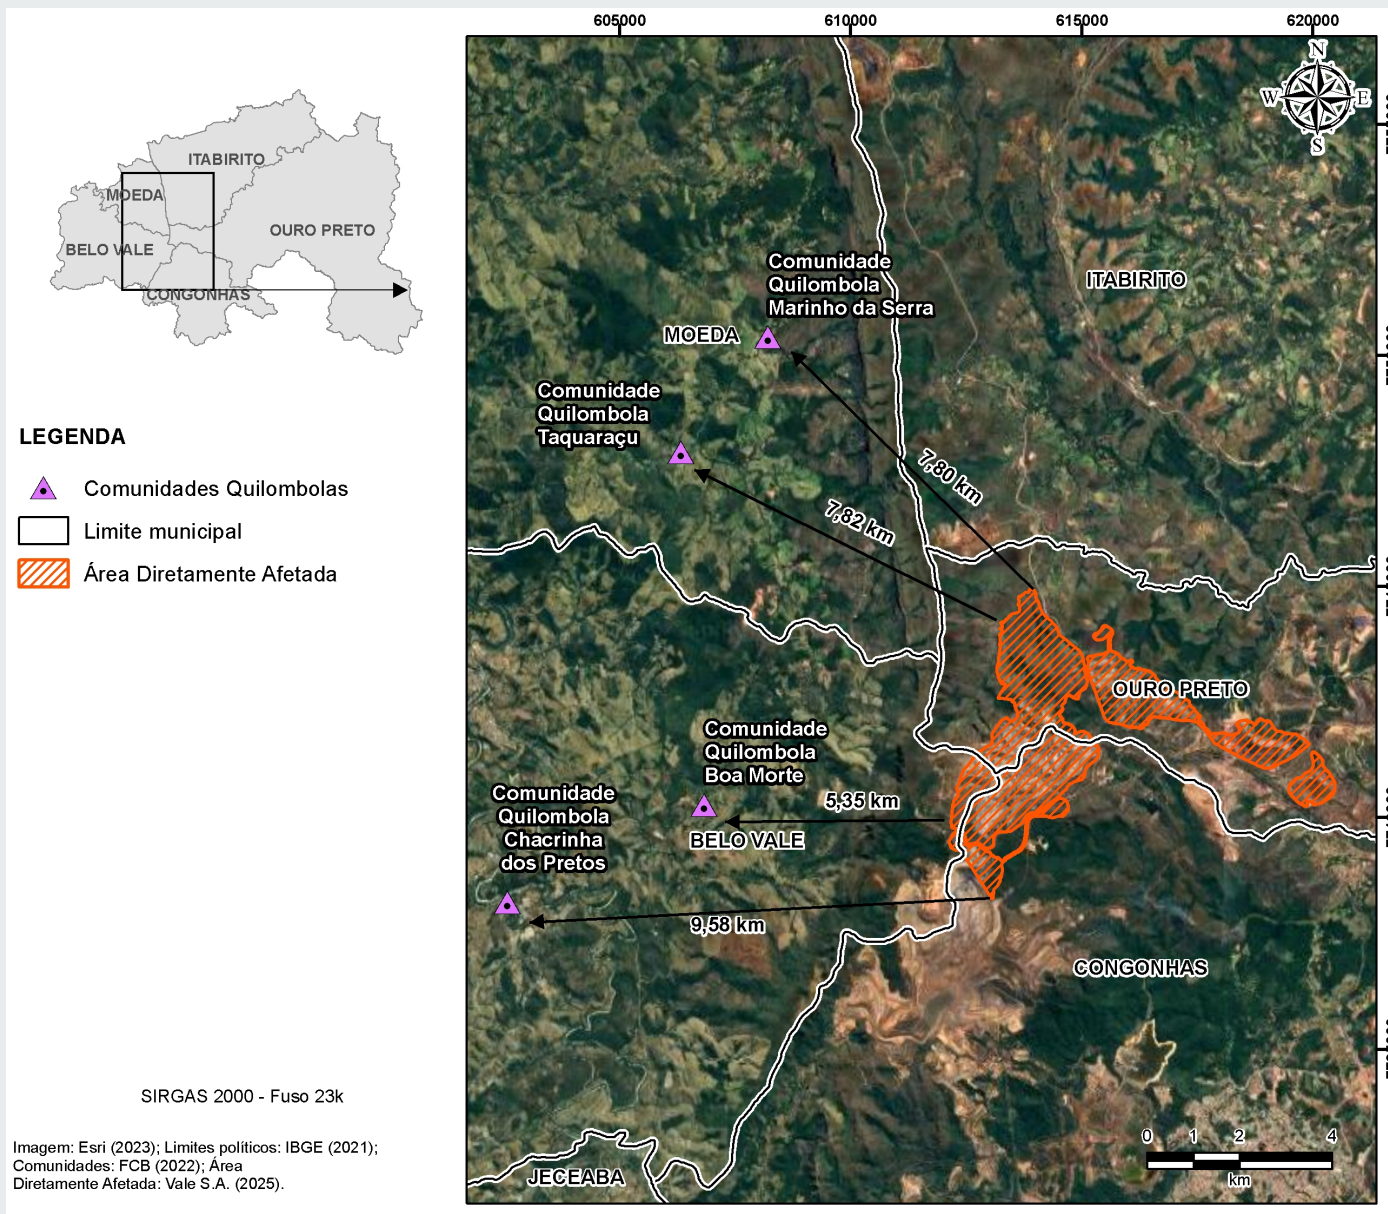 605000
610000
615000
620000
N
W
E
S
ITABIRITO
MOEDA
OURO PRETO
BELO VALE
CONGONHAS
LEGENDA
Comunidades Quilombolas
Limite municipal
Área Diretamente Afetada
SIRGAS 2000 - Fuso 23k
Imagem: Esri (2023); Limites políticos: IBGE (2021);
Comunidades: FCB (2022); Área
Diretamente Afetada: Vale S.A. (2025).
Comunidade
Quilombola
Marinho da Serra
ITABIRITO
MOEDA
Comunidade
Quilombola
Taquaraçu
7,80 km
7,82 km
OURO PRETO
Comunidade
Quilombola
Boa Morte
5,35 km
BELO VALE
Comunidade
Quilombola
Chacrinha
dos Pretos
9,58 km
CONGONHAS
JECEABA
0 1 2 4
km